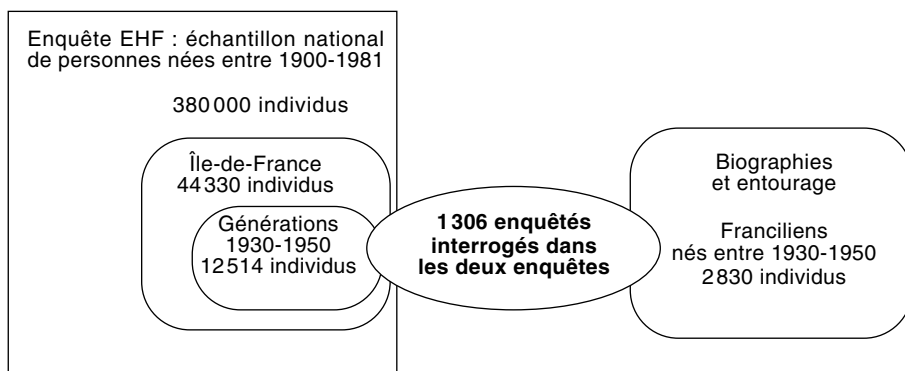 Enquête EHF : échantillon national
de personnes nées entre 1900-1981
380 000 individus
Île-de-France
44 330 individus
Générations
1930-1950
12 514 individus
1 306 enquêtés
interrogés dans
les deux enquêtes
Biographies
et entourage
Franciliens
nés entre 1930-1950
2 830 individus